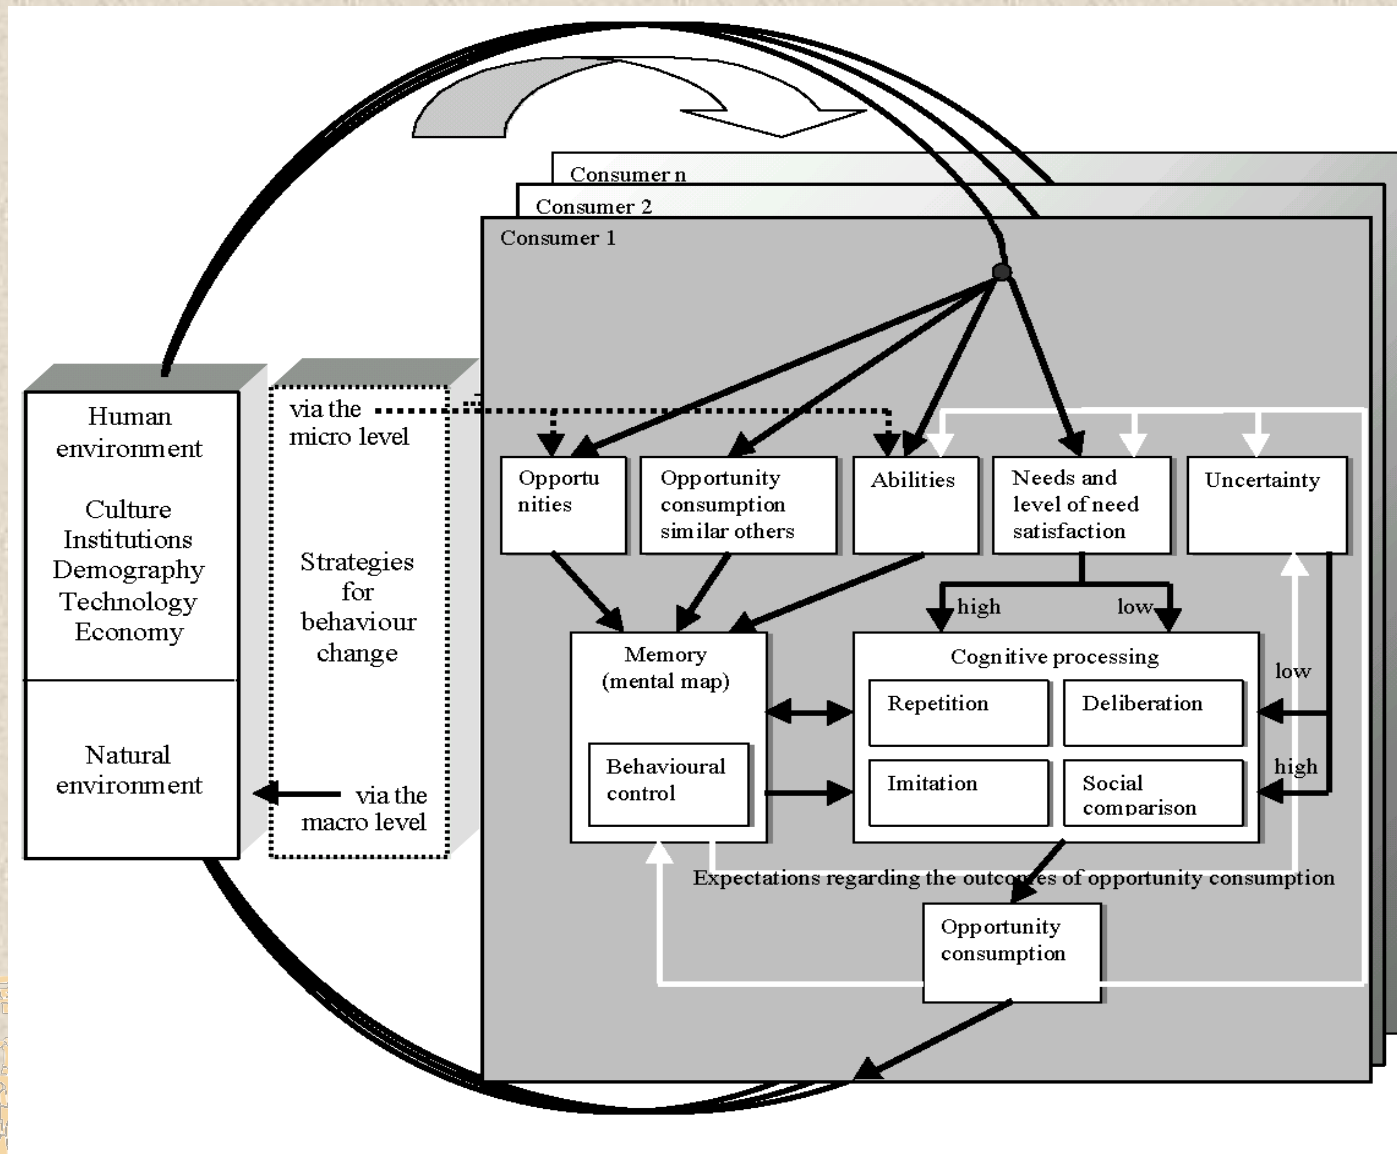 Consumer n
Consumer 2
Consumer 1
Human
environment
Culture
Institutions
Demography
Technology
Economy
Natural
environment
via the
micro level
Strategies
for
behaviour
change
via the
macro level
Opportu
nities
Opportunity
consumption
similar others
Abilities
Needs and
level of need
satisfaction
Uncertainty
high
low
Memory
(mental map)
Behavioural
control
Cognitive processing
Repetition
Deliberation
Imitation
Social
comparison
low
high
Expectations regarding the outcomes of opportunity consumption
Opportunity
consumption